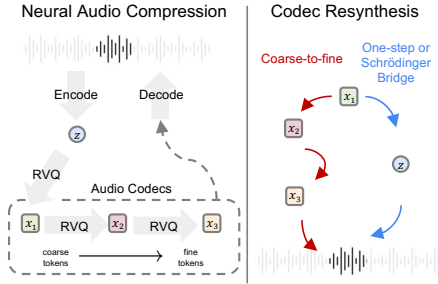 Neural Audio Compression
Encode
Decode
z
RVQ
Audio Codecs
x₁ RVQ x₂ RVQ x₃
coarse
tokens
fine
tokens
Codec Resynthesis
Coarse-to-fine
One-step or
Schrödinger
Bridge
x₁
x₂
z
x₃